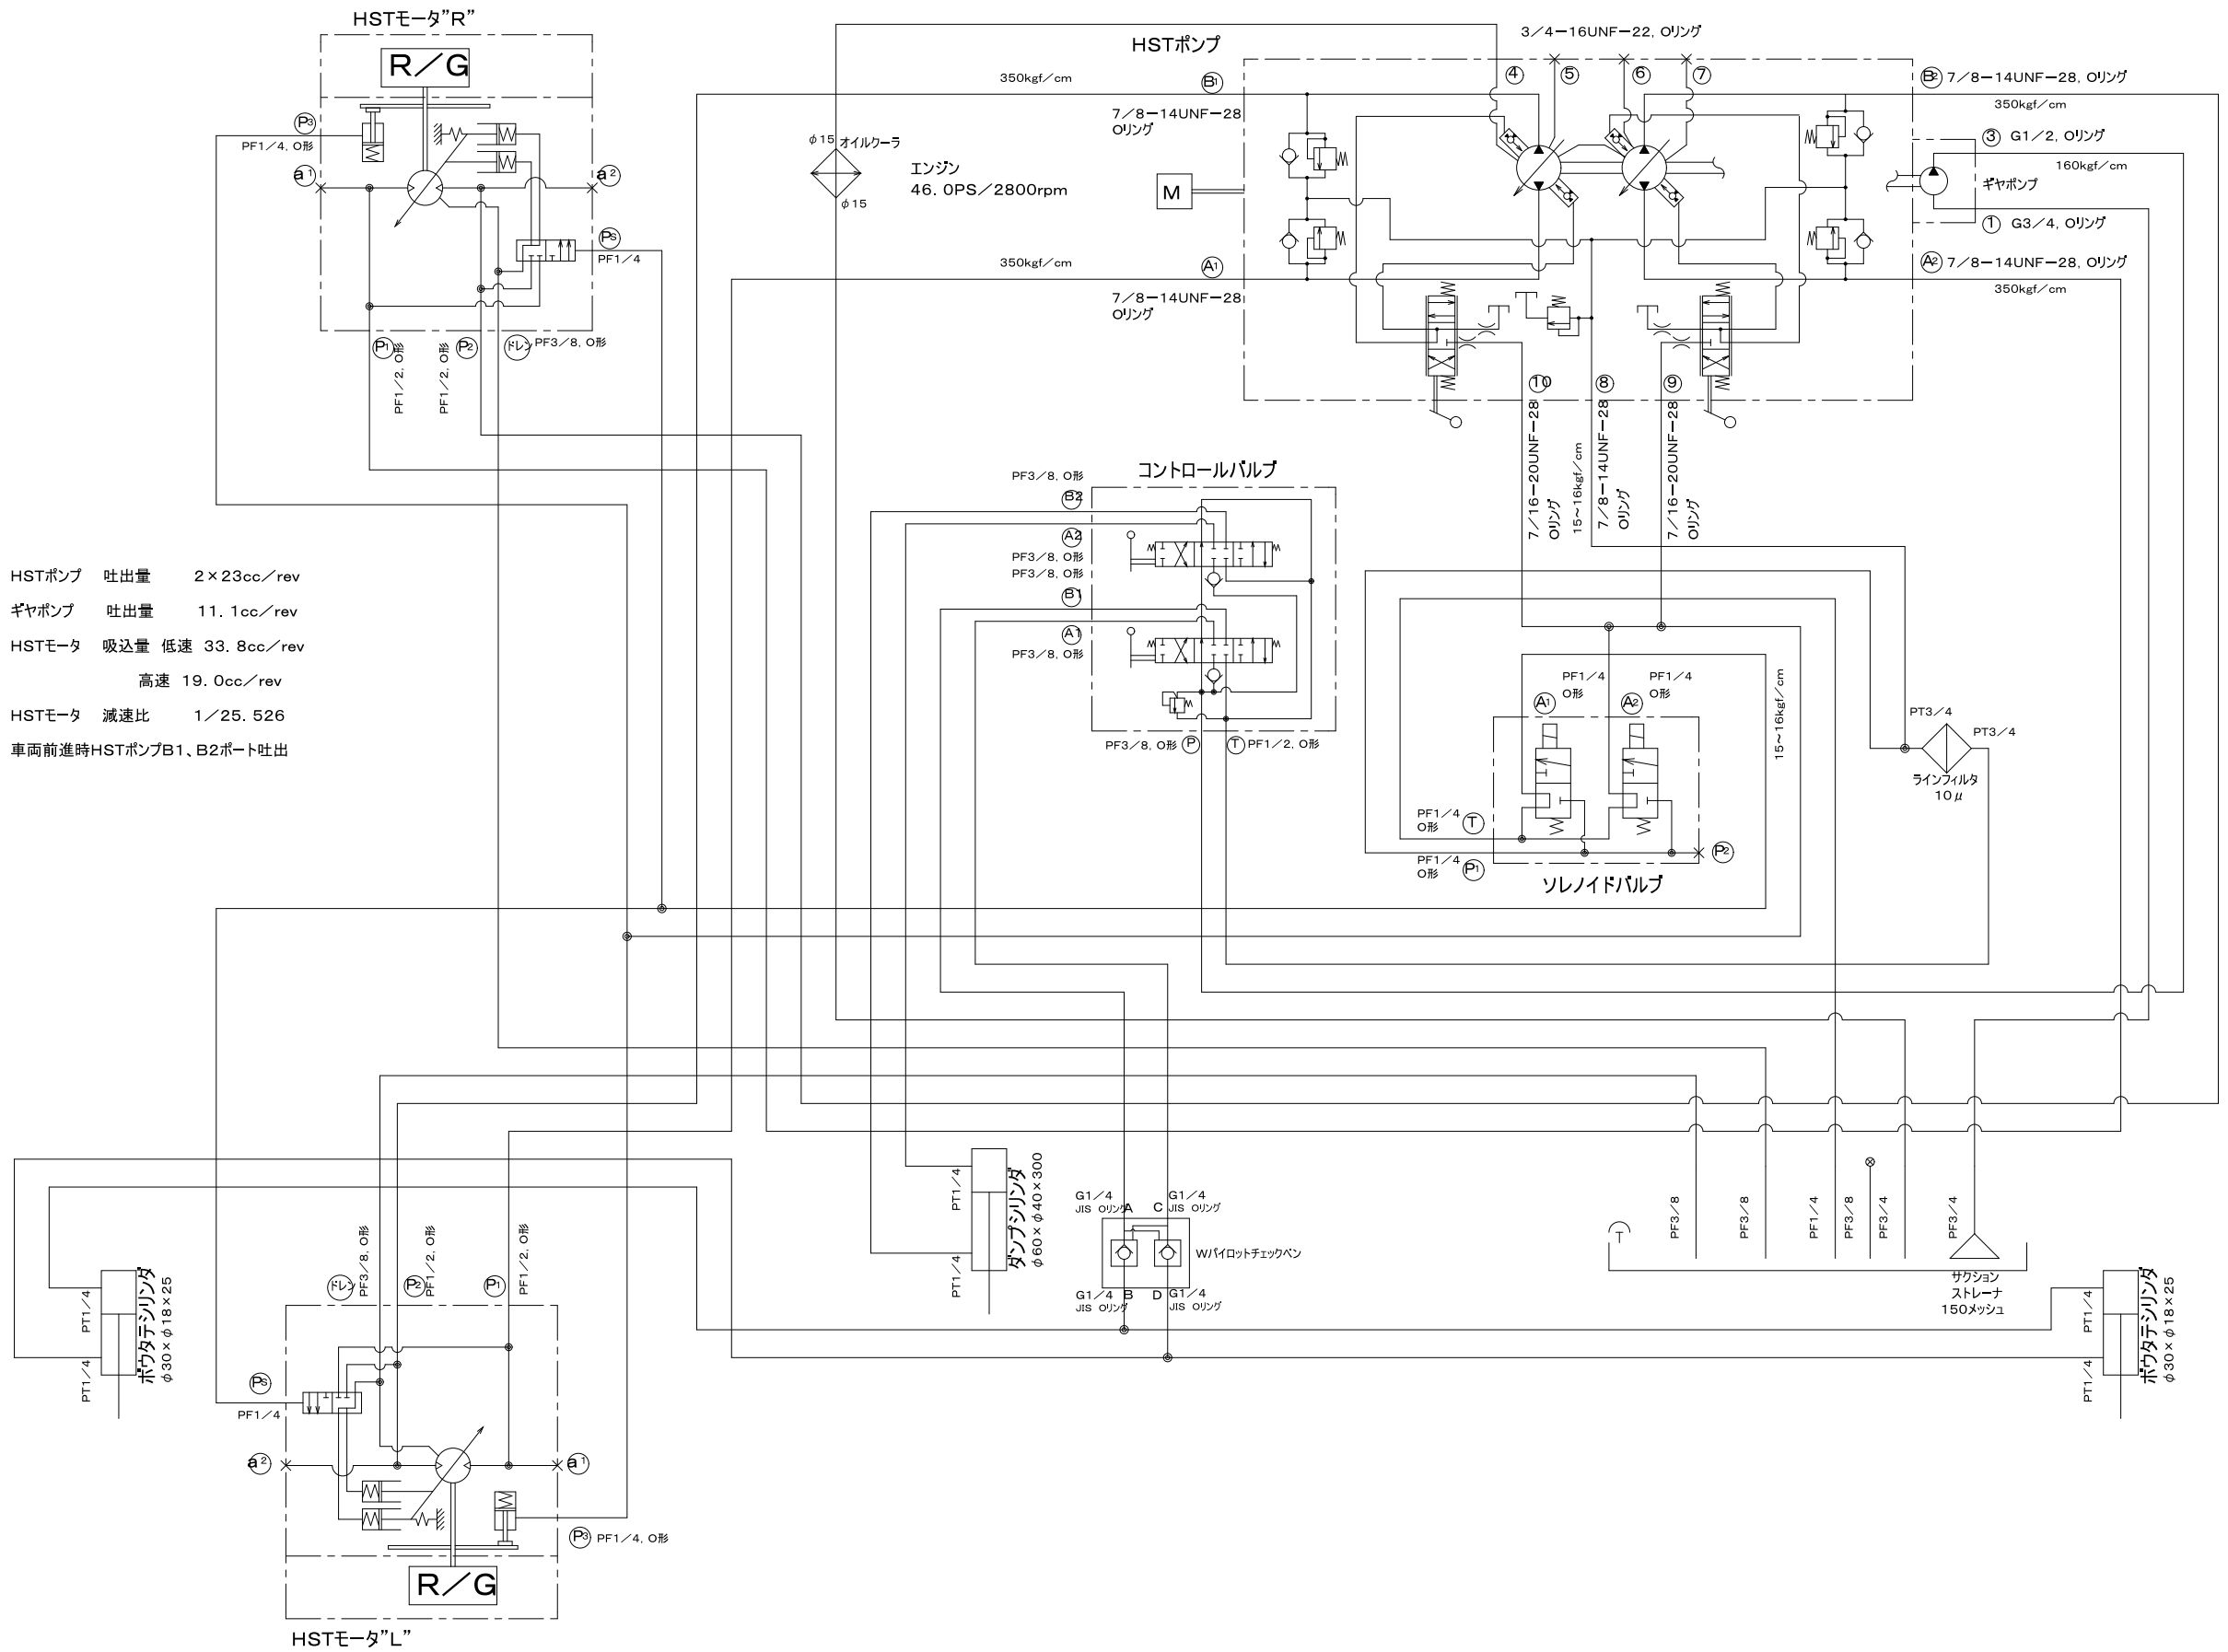 HSTモータ”R”
R／G
P3
PF1／4, O形
a1
a2
PS
PF1／4
P1
PF1／2, O形
PF1／2, O形
P2
ドレン
PF3／8, O形
φ15
オイルクーラ
φ15
エンジン
46. 0PS／2800rpm
HSTポンプ
3／4－16UNF－22, Oリング
350kgf／cm
B1
7／8－14UNF－28
Oリング
M
350kgf／cm
A1
7／8－14UNF－28
Oリング
4
5
6
7
B2
7／8－14UNF－28, Oリング
350kgf／cm
3
G1／2, Oリング
160kgf／cm
ギヤポンプ
1
G3／4, Oリング
A2
7／8－14UNF－28, Oリング
350kgf／cm
10
8
9
7／16－20UNF－28
Oリング
15～16kgf／cm
7／8－14UNF－28
Oリング
7／16－20UNF－28
Oリング
コントロールバルブ
PF3／8, O形
B2
A2
PF3／8, O形
PF3／8, O形
B1
A1
PF3／8, O形
PF3／8, O形
P
T
PF1／2, O形
HSTポンプ 吐出量 2×23cc／rev
ギヤポンプ 吐出量 11. 1cc／rev
HSTモータ 吸込量 低速 33. 8cc／rev
高速 19. 0cc／rev
HSTモータ 減速比 1／25. 526
車両前進時HSTポンプB1、B2ポート吐出
PF1／4
O形
A1
PF1／4
O形
A2
15～16kgf／cm
PF1／4
O形
T
PF1／4
O形
P1
P2
ソレノイドバルブ
PT3／4
PT3／4
ラインフィルタ
10μ
PT1／4
PT1／4
ダンプシリンダ
φ60×φ40×300
G1／4
JIS Oリング
A
C
G1／4
JIS Oリング
Wパイロットチェックベン
G1／4
JIS Oリング
B
D
G1／4
JIS Oリング
T
PF3／8
PF3／8
PF1／4
PF3／8
PF3／4
PF3／4
サクション
ストレーナ
150メッシュ
PT1／4
PT1／4
ボウタテシリンダ
φ30×φ18×25
PT1／4
PT1／4
ボウタテシリンダ
φ30×φ18×25
ドレン
PF3／8, O形
P2
PF1／2, O形
P1
PF1／2, O形
PS
PF1／4
a2
a1
P3
PF1／4, O形
R／G
HSTモータ”L”